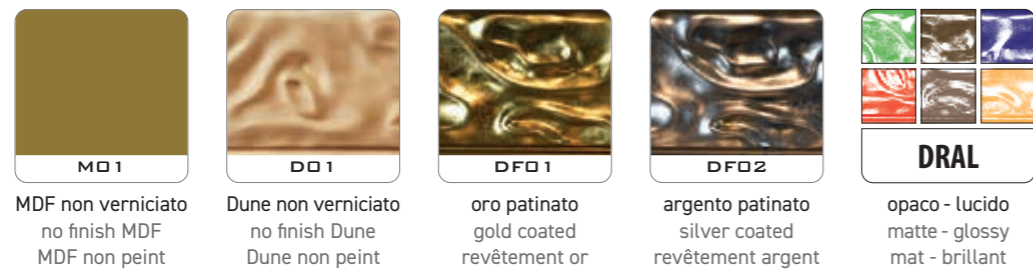 M01
MDF non verniciato
no finish MDF
MDF non peint
D01
Dune non verniciato
no finish Dune
Dune non peint
DF01
oro patinato
gold coated
revêtement or
DF02
argento patinato
silver coated
revêtement argent
DRAL
opaco - lucido
matte - glossy
mat - brillant